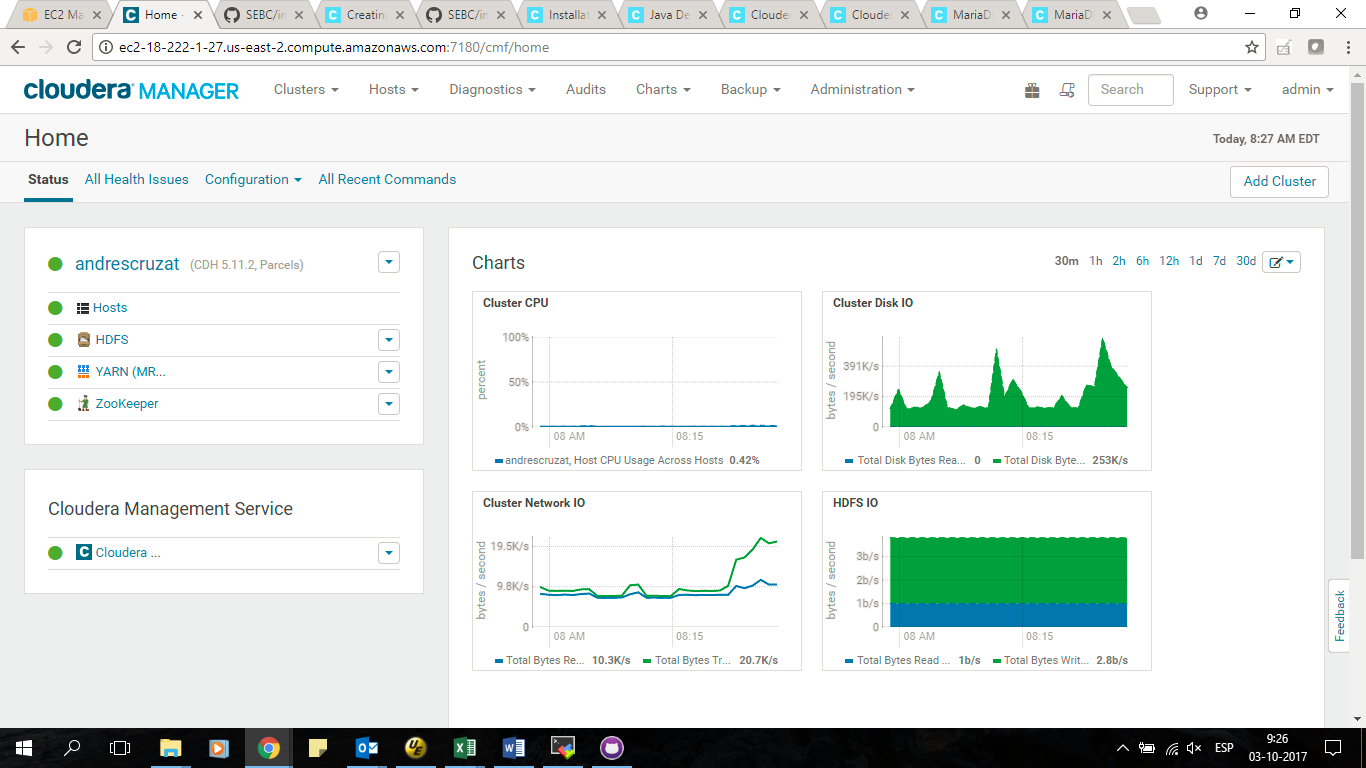 EC2 Ma
Home -
SEBC/in
Creating
SEBC/in
Installa
Java De
Cloude
Cloude
MariaD
MariaD
ec2-18-222-1-27.us-east-2.compute.amazonaws.com:7180/cmf/home
cloudera MANAGER
Clusters
Hosts
Diagnostics
Audits
Charts
Backup
Administration
Search
Support
admin
Home
Today, 8:27 AM EDT
Status
All Health Issues
Configuration
All Recent Commands
Add Cluster
andrescruzat (CDH 5.11.2, Parcels)
Hosts
HDFS
YARN (MR...
ZooKeeper
Cloudera Management Service
Cloudera ...
Charts
30m 1h 2h 6h 12h 1d 7d 30d
Cluster CPU
percent
100%
50%
0%
08 AM
08:15
andrescruzat, Host CPU Usage Across Hosts 0.42%
Cluster Disk IO
bytes / second
391K/s
195K/s
0
08 AM
08:15
Total Disk Bytes Rea... 0
Total Disk Byte... 253K/s
Cluster Network IO
bytes / second
19.5K/s
9.8K/s
0
08 AM
08:15
Total Bytes Re... 10.3K/s
Total Bytes Tr... 20.7K/s
HDFS IO
bytes / second
3b/s
2b/s
1b/s
0
08 AM
08:15
Total Bytes Read ... 1b/s
Total Bytes Writ... 2.8b/s
Feedback
ESP
9:26
03-10-2017